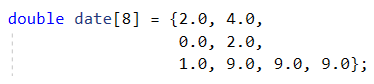 double date[8] = {2.0, 4.0,
0.0, 2.0,
1.0, 9.0, 9.0, 9.0};